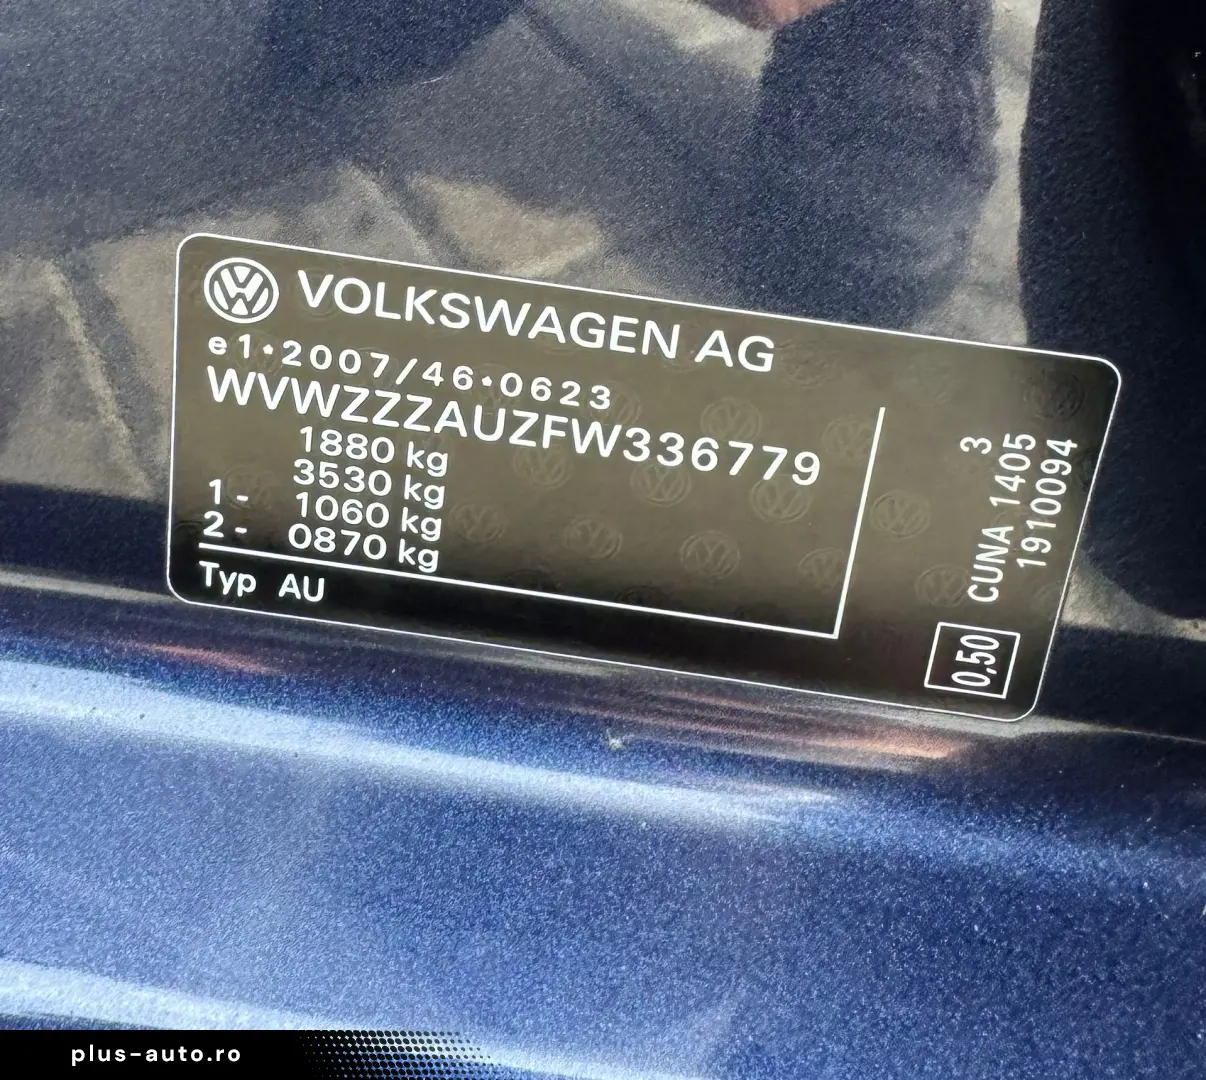 VOLKSWAGEN AG
e1*2007/46*0623
WVWZZZAUZFW336779
1880 kg
3530 kg
1- 1060 kg
2- 0870 kg
Typ AU
3
CUNA 1405
1910094
0,50
plus-auto.ro